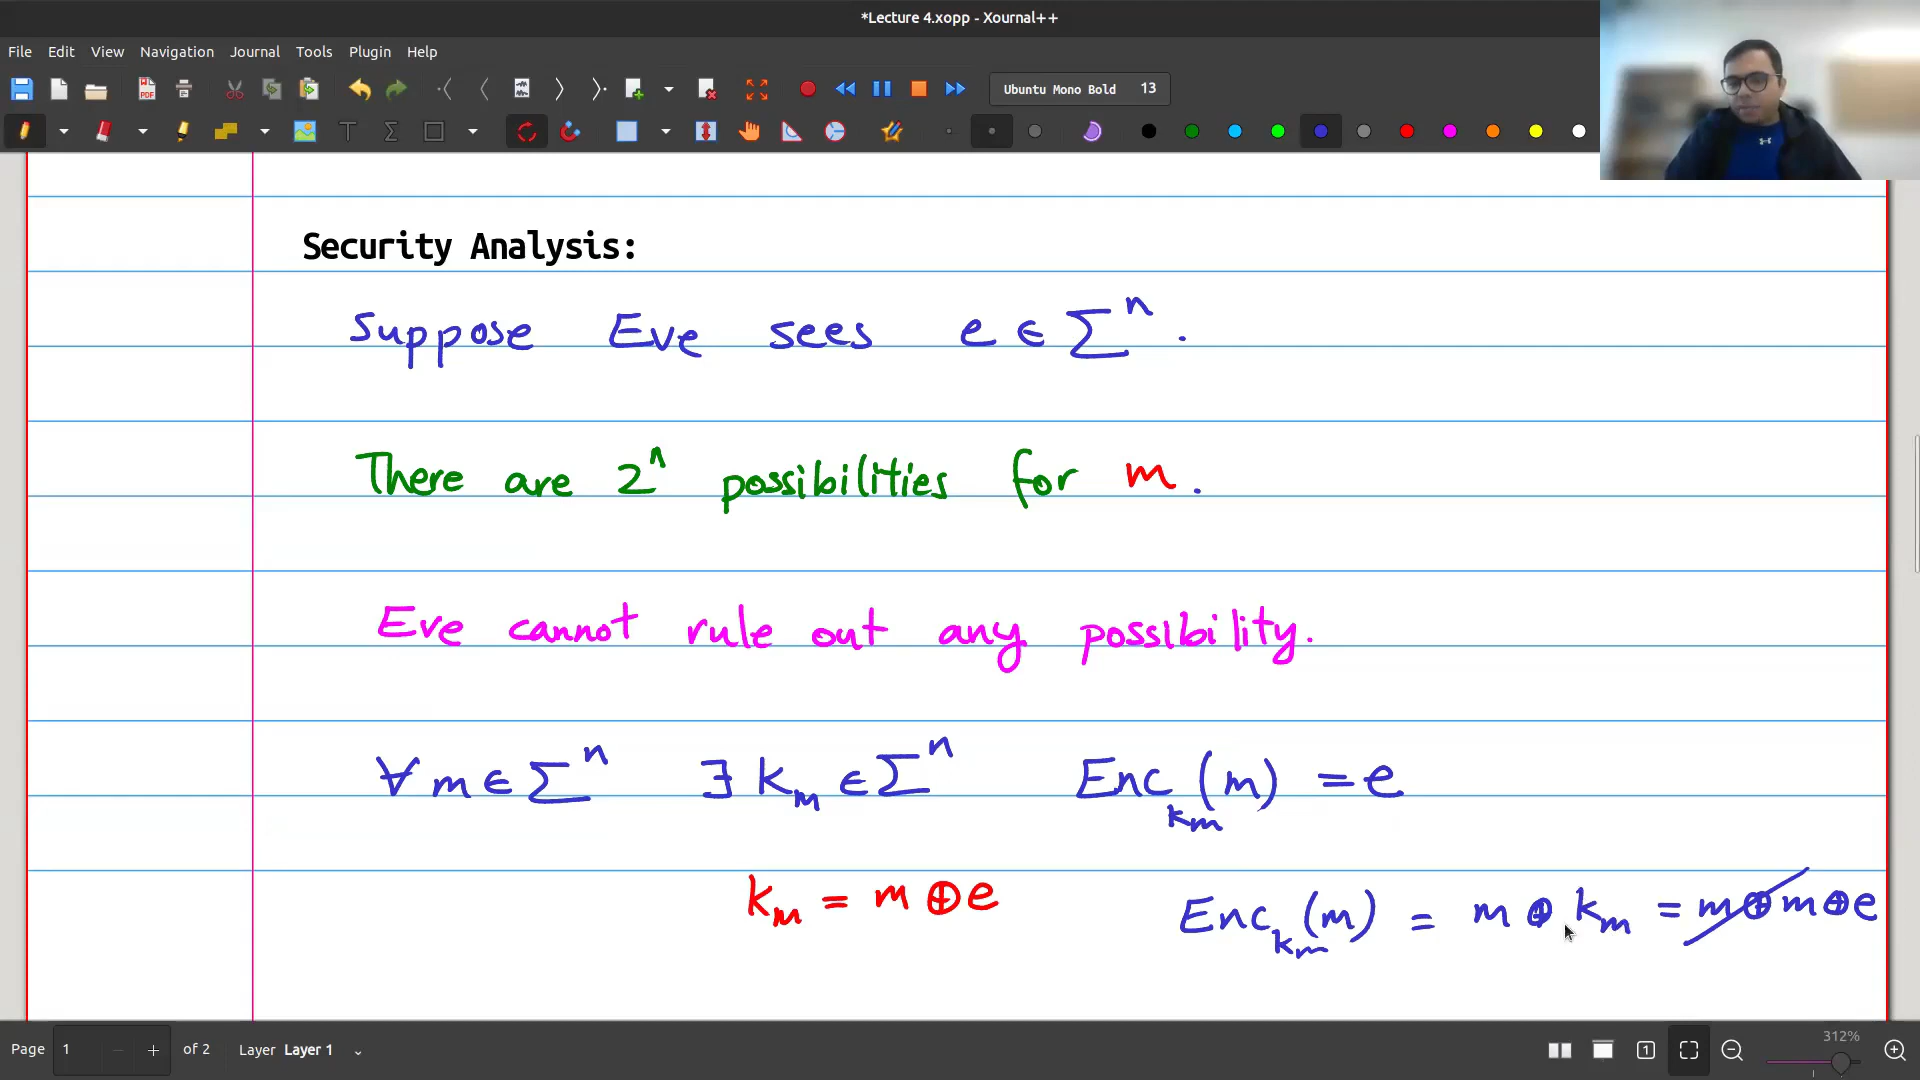 *Lecture 4.xopp - Xournal++
File Edit View Navigation Journal Tools Plugin Help
Ubuntu Mono Bold 13
Security Analysis:
Suppose Eve sees e ∈ Σⁿ.
There are 2ⁿ possibilities for m.
Eve cannot rule out any possibility.
∀ m ∈ Σⁿ ∃ kₘ ∈ Σⁿ Enc_kₘ(m) = e
kₘ = m ⊕ e Enc_kₘ(m) = m ⊕ kₘ = m ⊕ m ⊕ e
312%
Page 1 of 2 Layer Layer 1